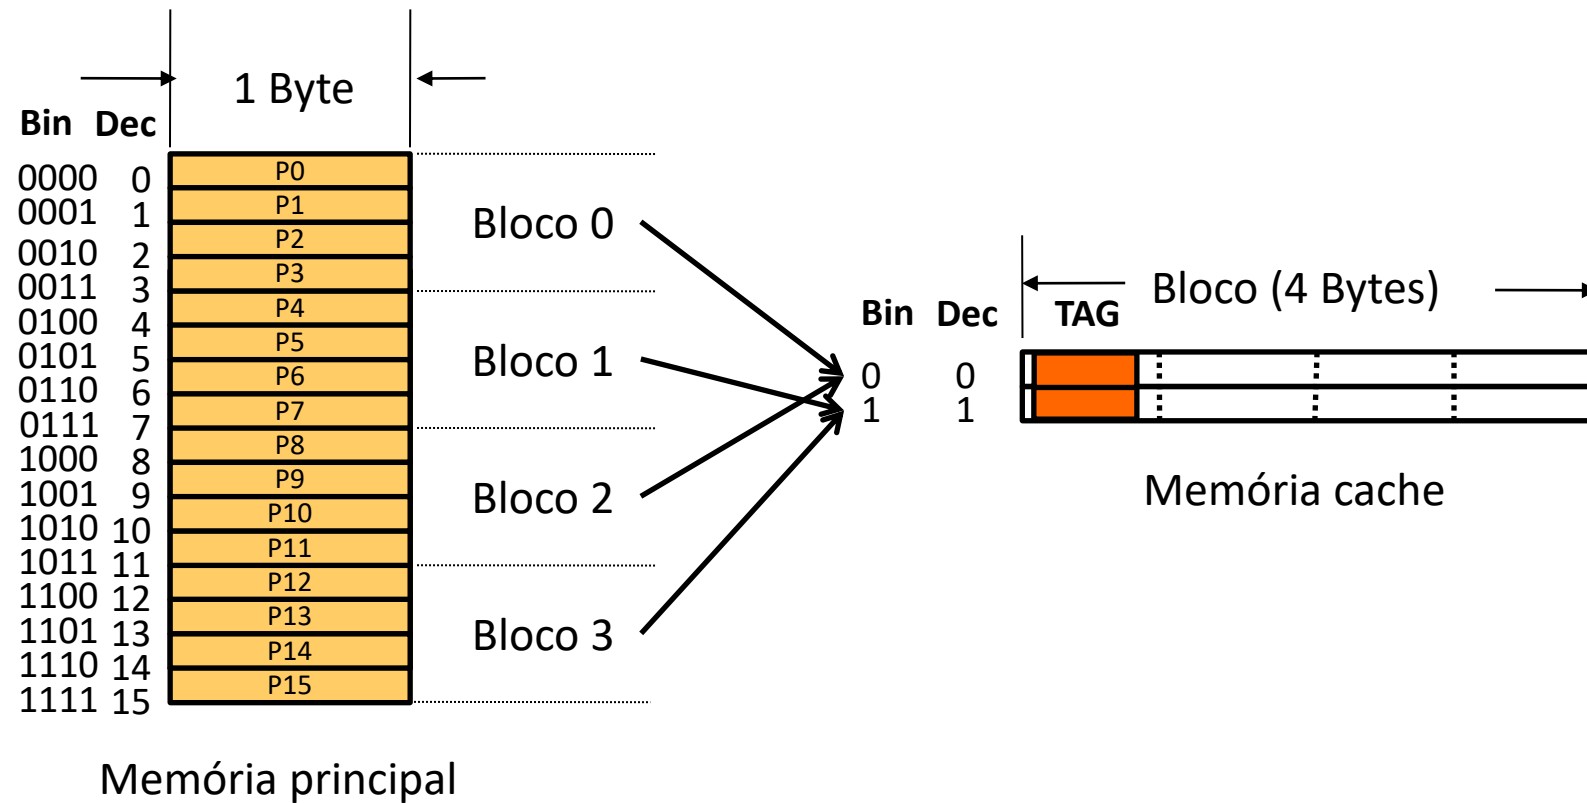 1 Byte
Bin Dec
0000 0 P0
0001 1 P1
0010 2 P2
0011 3 P3
0100 4 P4
0101 5 P5
0110 6 P6
0111 7 P7
1000 8 P8
1001 9 P9
1010 10 P10
1011 11 P11
1100 12 P12
1101 13 P13
1110 14 P14
1111 15 P15
Memória principal
Bloco 0
Bloco 1
Bloco 2
Bloco 3
Bloco (4 Bytes)
Bin Dec TAG
0 0
1 1
Memória cache